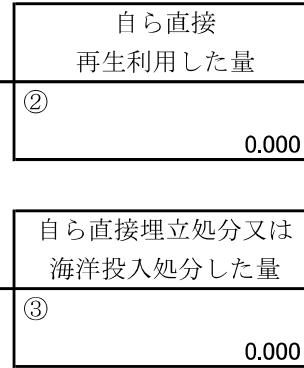 自ら直接
再生利用した量
②
0.000
自ら直接埋立処分又は
海洋投入処分した量
③
0.000